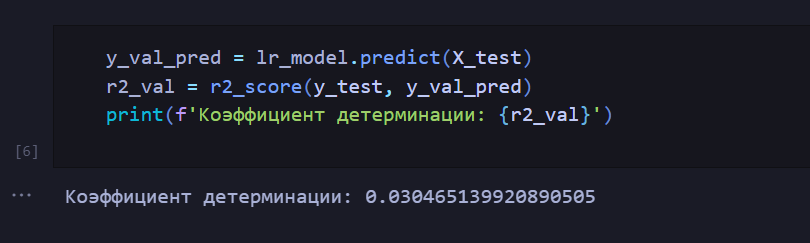 y_val_pred = lr_model.predict(X_test)
r2_val = r2_score(y_test, y_val_pred)
print(f'Коэффициент детерминации: {r2_val}')
[6]
... Коэффициент детерминации: 0.030465139920890505